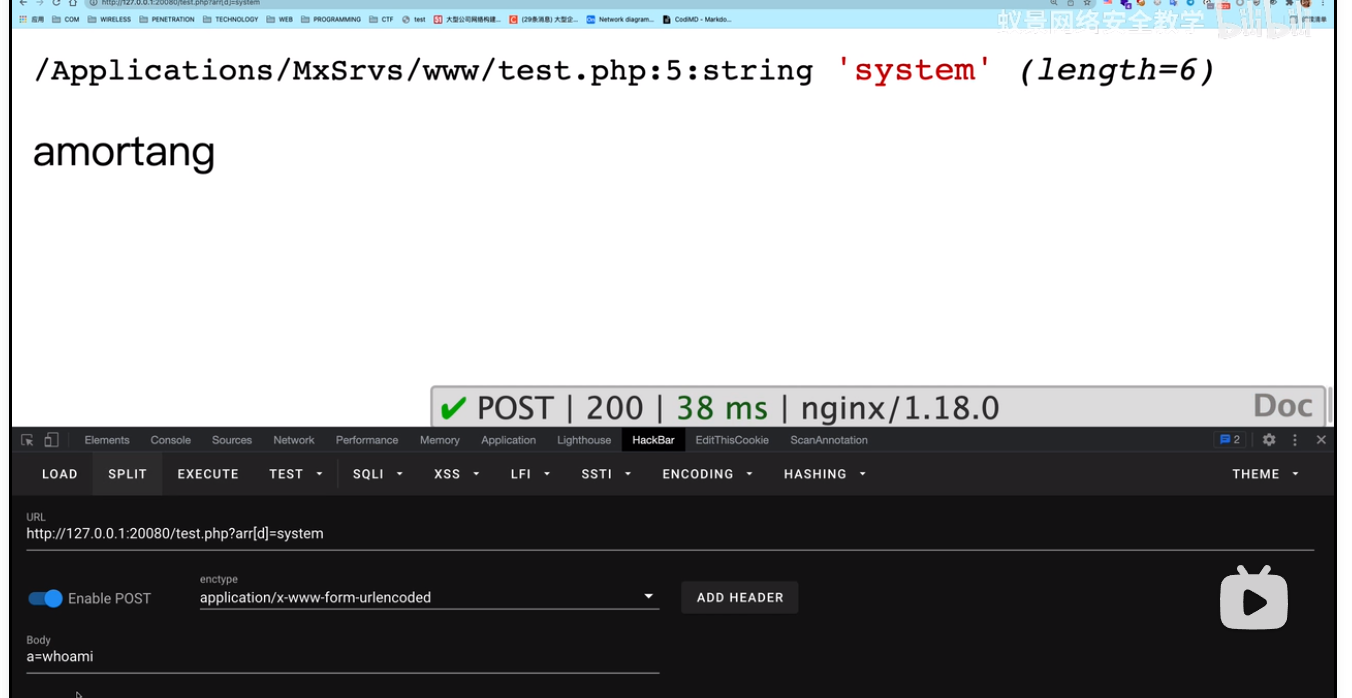 http://127.0.0.1:20080/test.php?arr[d]=system
应用 COM WIRELESS PENETRATION TECHNOLOGY WEB PROGRAMMING CTF test 大型公司网络构建... (29条消息) 大型企... Network diagram... CodiMD - Markdo...
蚁景网络安全教学 bilibili
/Applications/MxSrvs/www/test.php:5:string 'system' (length=6)
amortang
✔ POST | 200 | 38 ms | nginx/1.18.0 Doc
Elements Console Sources Network Performance Memory Application Lighthouse HackBar EditThisCookie ScanAnnotation 2
LOAD SPLIT EXECUTE TEST SQLI XSS LFI SSTI ENCODING HASHING THEME
URL
http://127.0.0.1:20080/test.php?arr[d]=system
Enable POST
enctype
application/x-www-form-urlencoded
ADD HEADER
Body
a=whoami